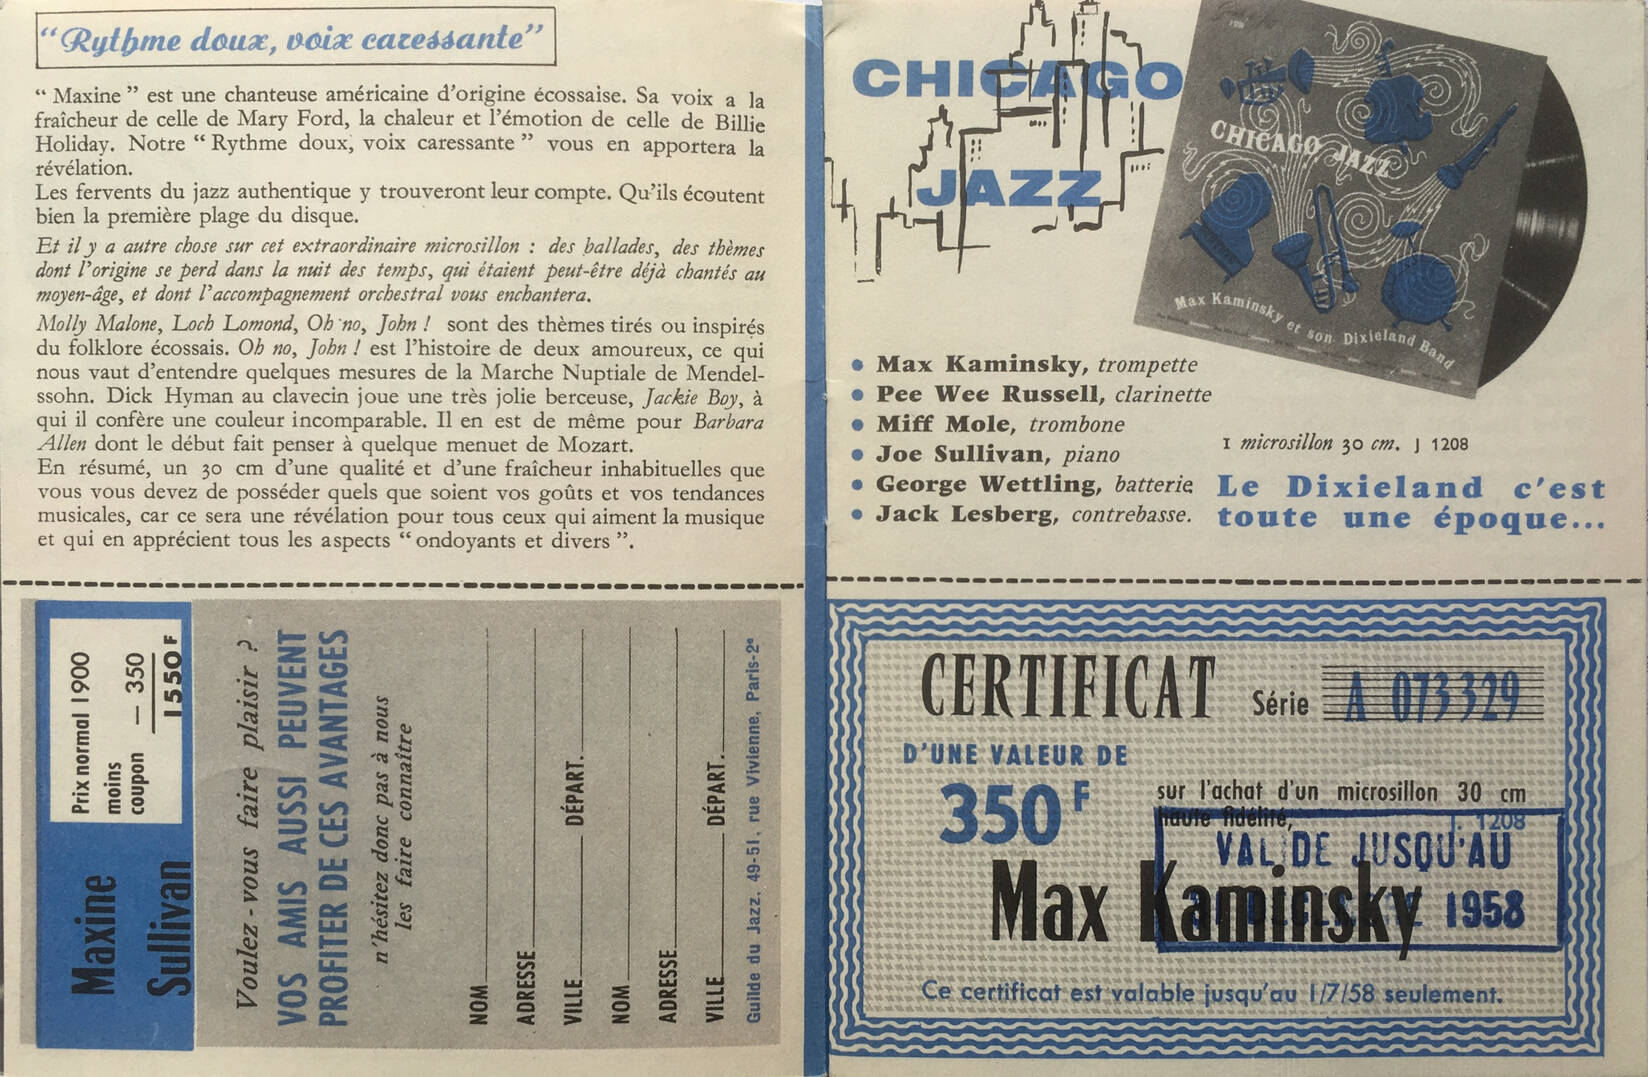 “Rythme doux, voix caressante”
“ Maxine ” est une chanteuse américaine d'origine écossaise. Sa voix a la
fraîcheur de celle de Mary Ford, la chaleur et l'émotion de celle de Billie
Holiday. Notre “ Rythme doux, voix caressante ” vous en apportera la
révélation.
Les fervents du jazz authentique y trouveront leur compte. Qu'ils écoutent
bien la première plage du disque.
Et il y a autre chose sur cet extraordinaire microsillon : des ballades, des thèmes
dont l'origine se perd dans la nuit des temps, qui étaient peut-être déjà chantés au
moyen-âge, et dont l'accompagnement orchestral vous enchantera.
Molly Malone, Loch Lomond, Oh no, John ! sont des thèmes tirés ou inspirés
du folklore écossais. Oh no, John ! est l'histoire de deux amoureux, ce qui
nous vaut d'entendre quelques mesures de la Marche Nuptiale de Mendel-
ssohn. Dick Hyman au clavecin joue une très jolie berceuse, Jackie Boy, à
qui il confère une couleur incomparable. Il en est de même pour Barbara
Allen dont le début fait penser à quelque menuet de Mozart.
En résumé, un 30 cm d'une qualité et d'une fraîcheur inhabituelles que
vous vous devez de posséder quels que soient vos goûts et vos tendances
musicales, car ce sera une révélation pour tous ceux qui aiment la musique
et qui en apprécient tous les aspects “ ondoyants et divers ”.
Maxine
Sullivan
Prix normal 1900
moins
coupon — 350
1550 F
Voulez-vous faire plaisir ?
VOS AMIS AUSSI PEUVENT
PROFITER DE CES AVANTAGES
n'hésitez donc pas à nous
les faire connaître
NOM
ADRESSE
VILLE DÉPART.
NOM
ADRESSE
VILLE DÉPART.
Guilde du Jazz. 49-51, rue Vivienne, Paris-2e
CHICAGO
JAZZ
CHICAGO JAZZ
Max Kaminsky et son Dixieland Band
• Max Kaminsky, trompette
• Pee Wee Russell, clarinette
• Miff Mole, trombone
• Joe Sullivan, piano
• George Wettling, batterie
• Jack Lesberg, contrebasse.
1 microsillon 30 cm. J 1208
Le Dixieland c'est
toute une époque...
CERTIFICAT
Série A 073329
D'UNE VALEUR DE
350 F
sur l'achat d'un microsillon 30 cm
haute fidélité, J. 1208
VALIDE JUSQU'AU
1958
Max Kaminsky
Ce certificat est valable jusqu'au 1/7/58 seulement.